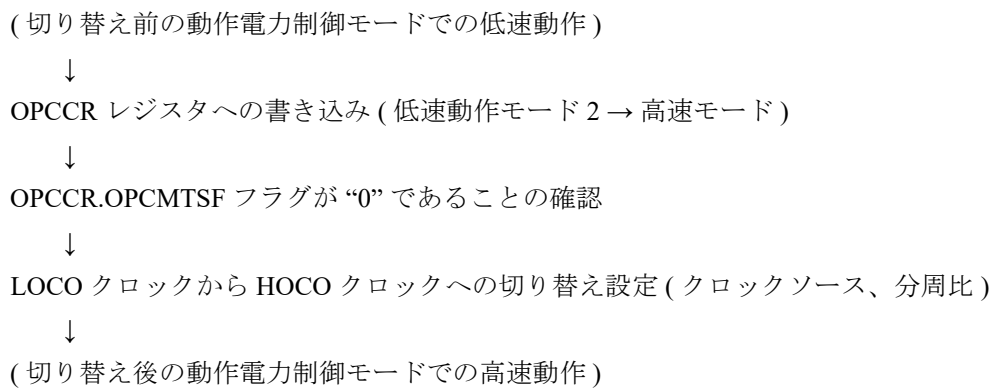 ( 切り替え前の動作電力制御モードでの低速動作 )
↓
OPCCR レジスタへの書き込み ( 低速動作モード 2 → 高速モード )
↓
OPCCR.OPCMTSF フラグが “0” であることの確認
↓
LOCO クロックから HOCO クロックへの切り替え設定 ( クロックソース、分周比 )
↓
( 切り替え後の動作電力制御モードでの高速動作 )